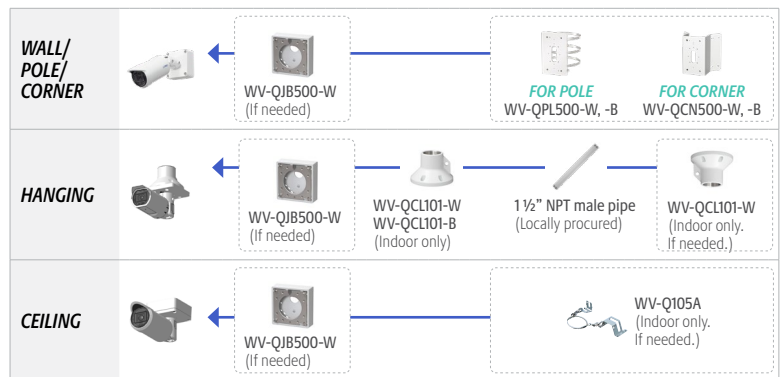 WALL/
POLE/
CORNER
WV-QJB500-W
(If needed)
FOR POLE
WV-QPL500-W, -B
FOR CORNER
WV-QCN500-W, -B
HANGING
WV-QJB500-W
(If needed)
WV-QCL101-W
WV-QCL101-B
(Indoor only)
1 ½” NPT male pipe
(Locally procured)
WV-QCL101-W
(Indoor only.
If needed.)
CEILING
WV-QJB500-W
(If needed)
WV-Q105A
(Indoor only.
If needed.)